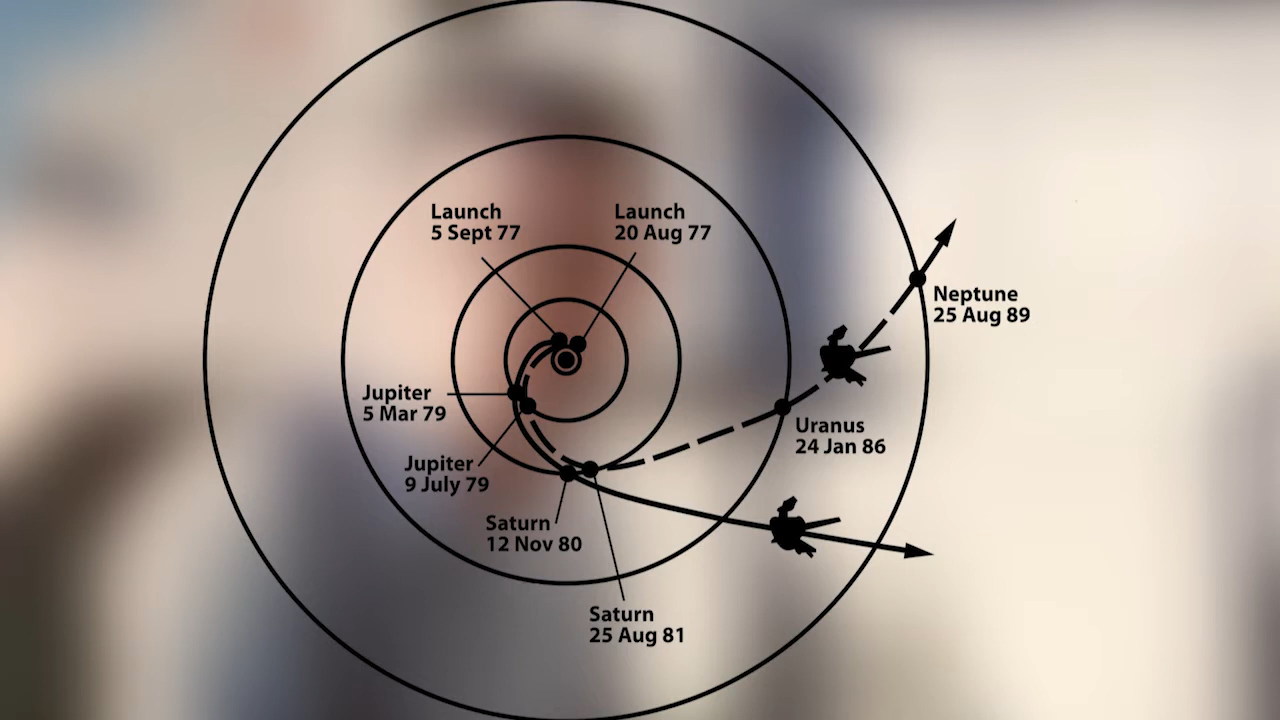 Launch
5 Sept 77
Launch
20 Aug 77
Neptune
25 Aug 89
Jupiter
5 Mar 79
Uranus
24 Jan 86
Jupiter
9 July 79
Saturn
12 Nov 80
Saturn
25 Aug 81